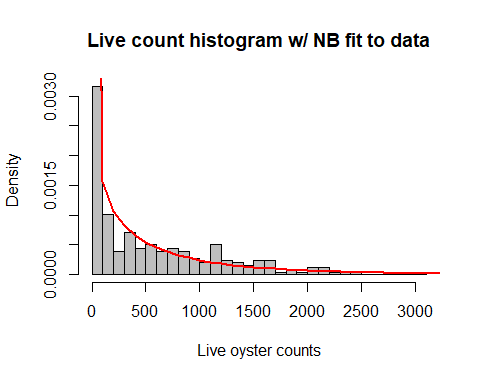 Live count histogram w/ NB fit to data
Density
0.0030
0.0015
0.0000
0 500 1000 1500 2000 2500 3000
Live oyster counts